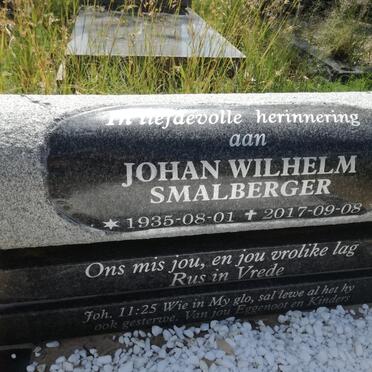 In liefdevolle herinnering
aan
JOHAN WILHELM
SMALBERGER
✶ 1935-08-01 ✝ 2017-09-08
Ons mis jou, en jou vrolike lag
Rus in Vrede
Joh. 11:25 Wie in My glo, sal lewe al het hy
ook gesterwe. Van jou Eggenoot en Kinders